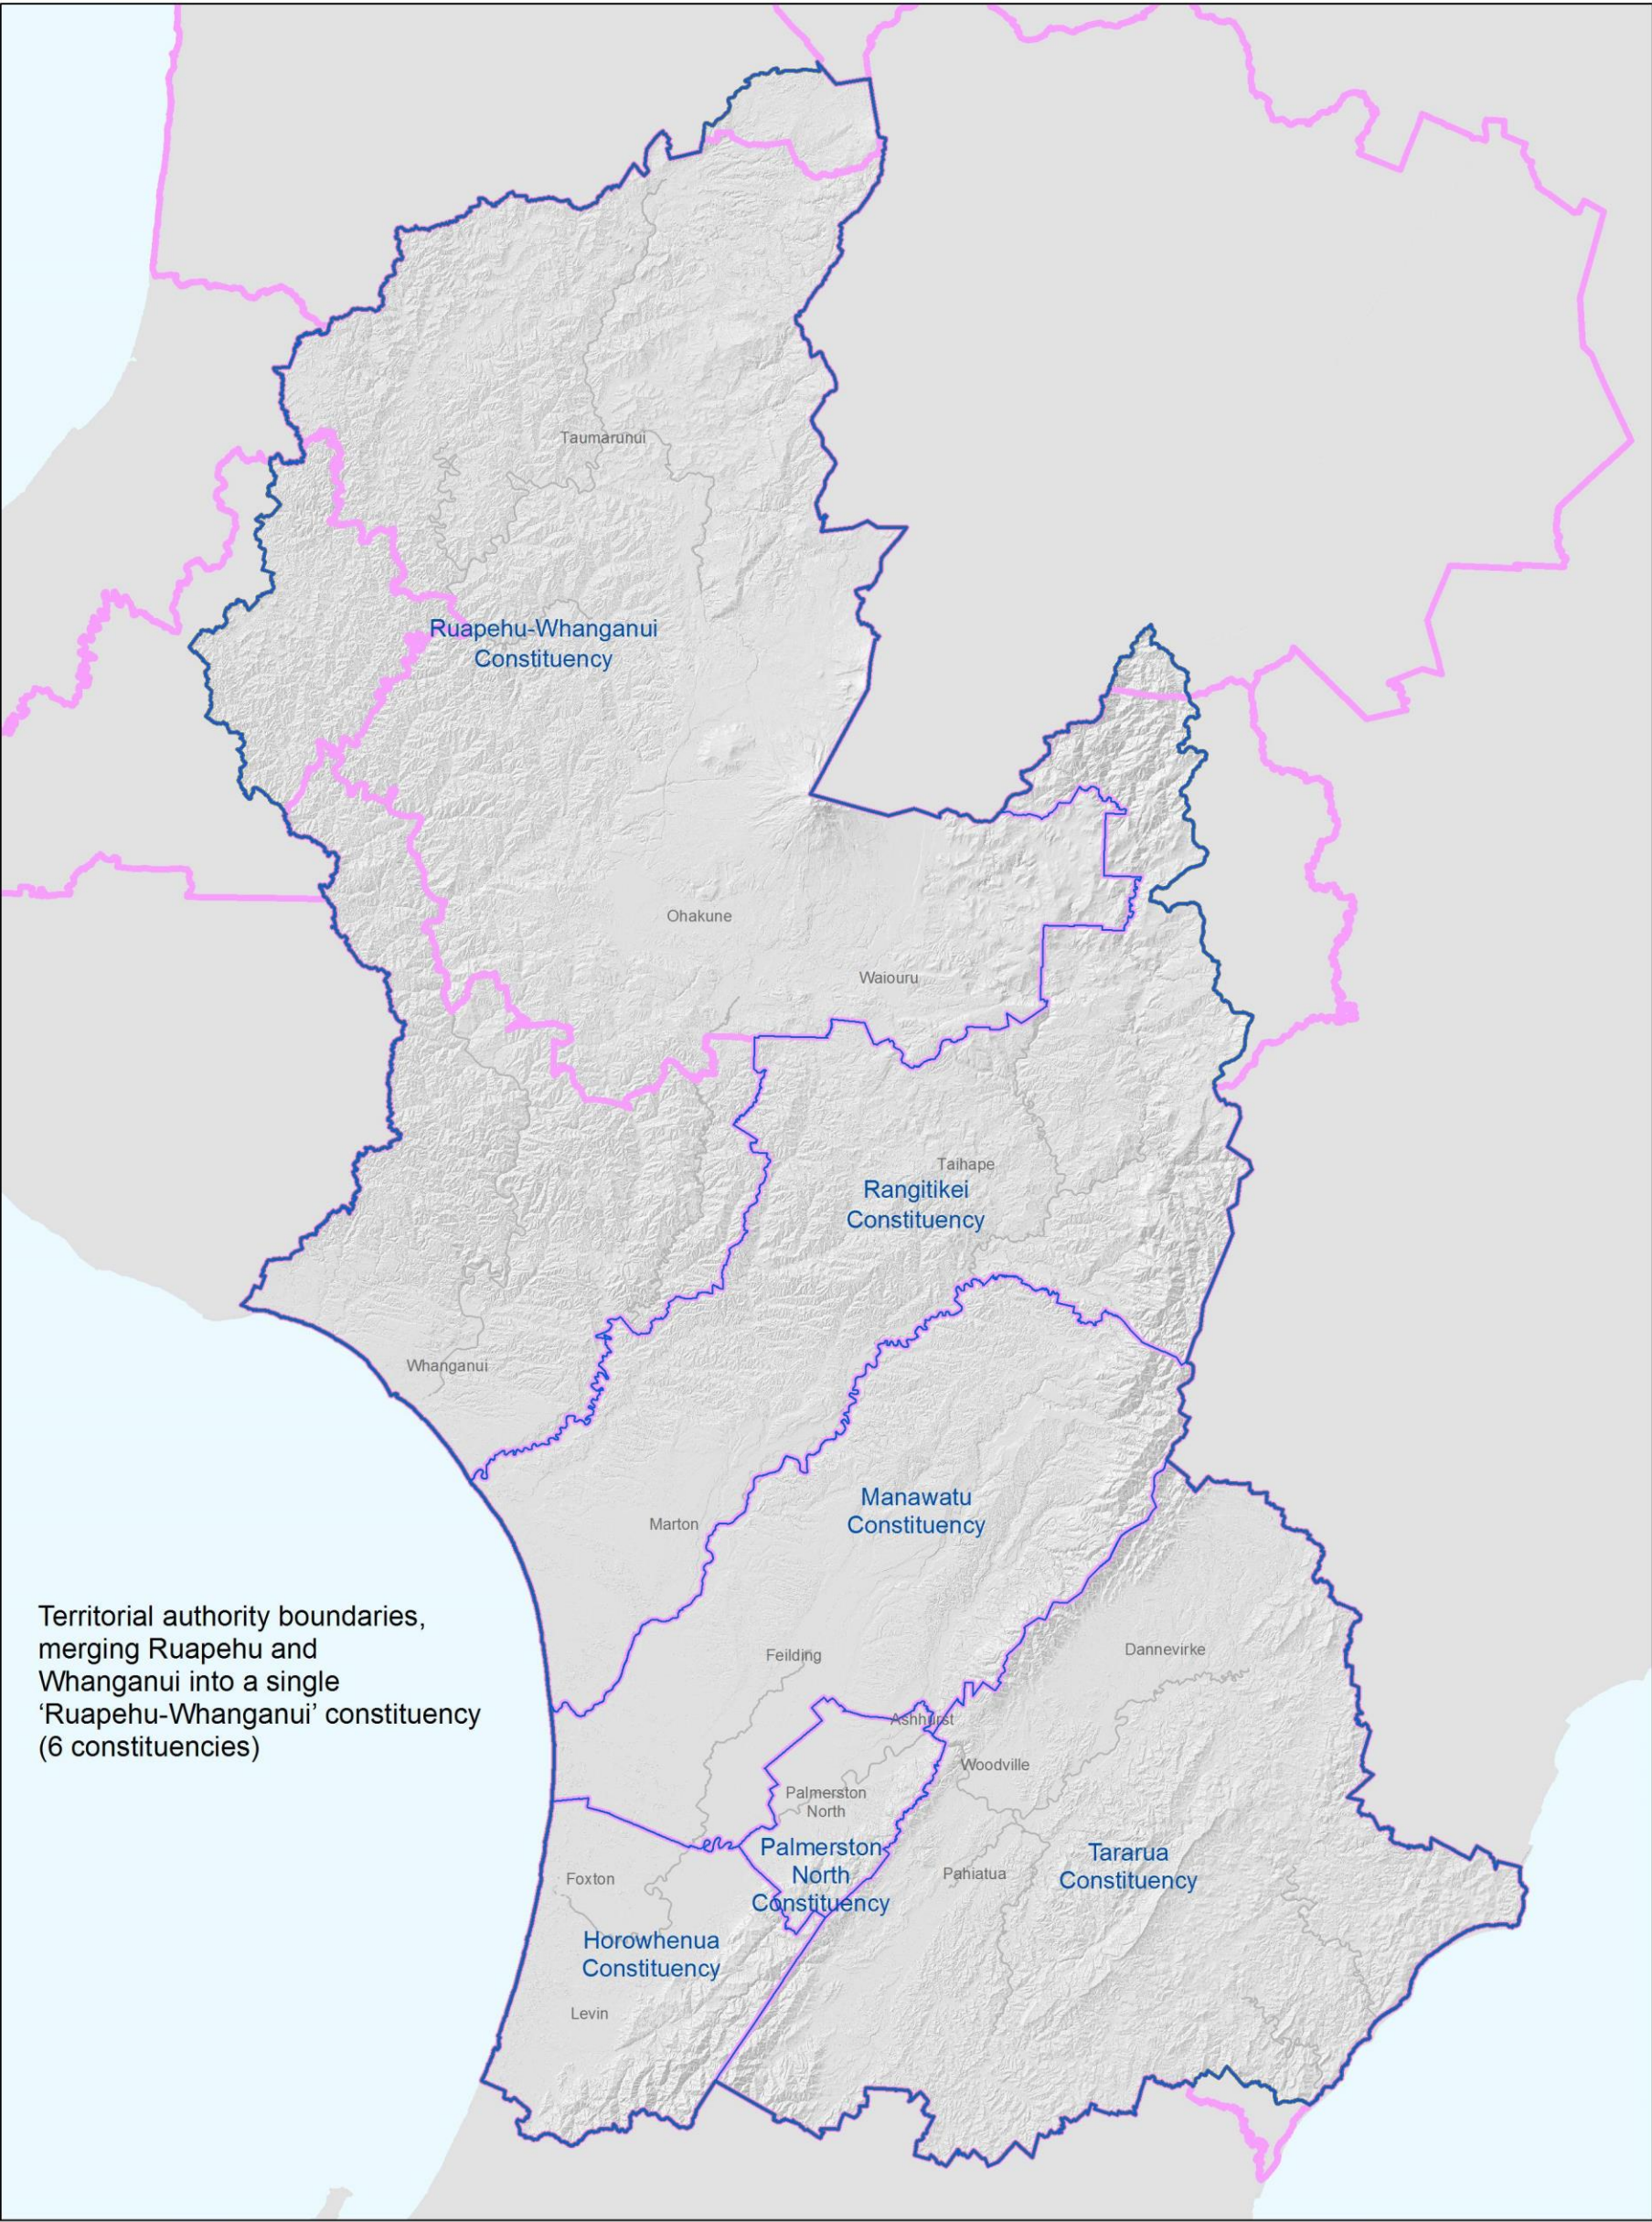 Taumarunui
Ruapehu-Whanganui
Constituency
Ohakune
Waiouru
Taihape
Rangitikei
Constituency
Whanganui
Manawatu
Constituency
Marton
Territorial authority boundaries,
merging Ruapehu and
Whanganui into a single
‘Ruapehu-Whanganui’ constituency
(6 constituencies)
Feilding
Dannevirke
Ashhurst
Woodville
Palmerston
North
Palmerston
North
Constituency
Tararua
Constituency
Pahiatua
Foxton
Horowhenua
Constituency
Levin